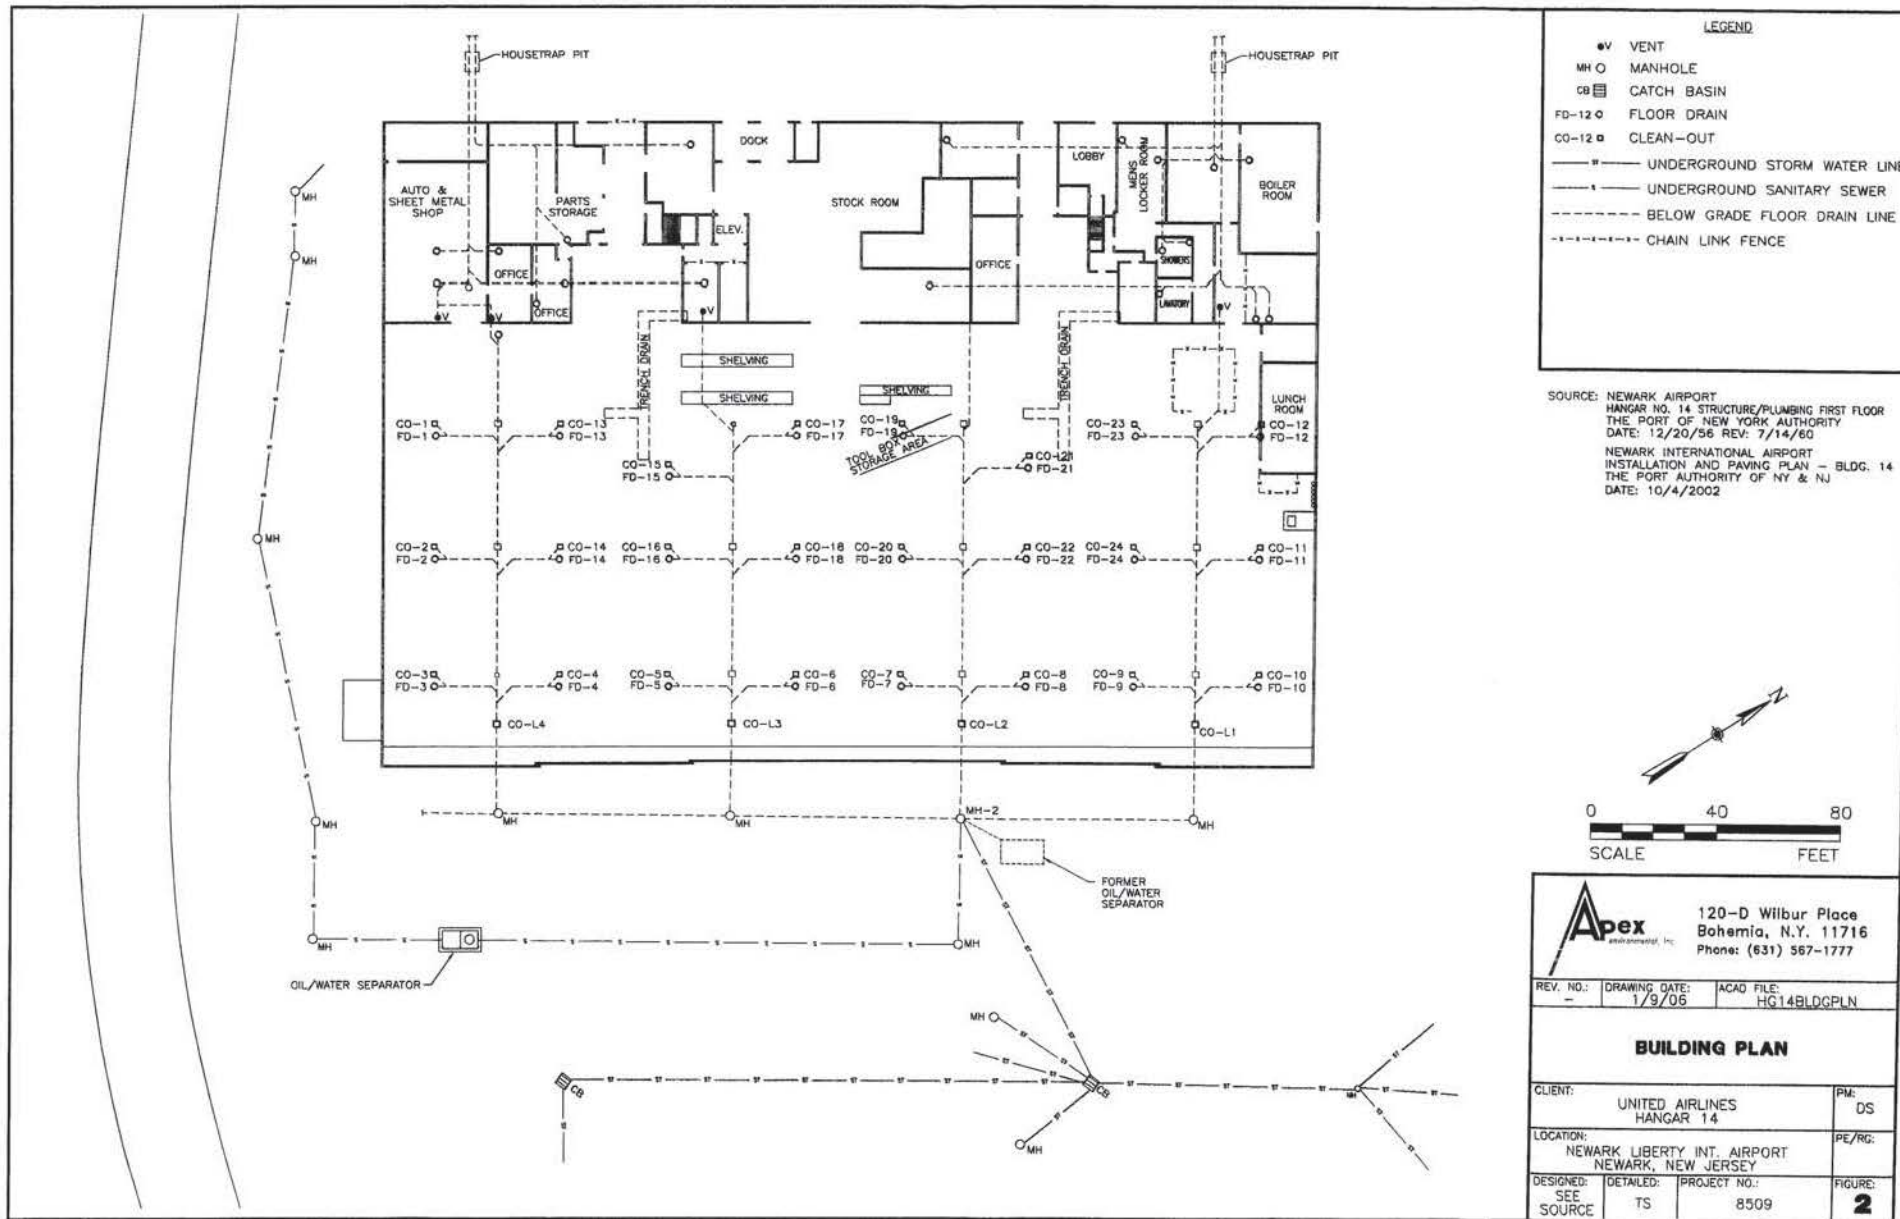 HOUSETRAP PIT
HOUSETRAP PIT
DOCK
LOBBY
MENS
LOCKER ROOM
BOILER
ROOM
AUTO &
SHEET METAL
SHOP
PARTS
STORAGE
STOCK ROOM
ELEV.
OFFICE
OFFICE
OFFICE
SHOWERS
LAVATORY
V
V
V
V
TRENCH DRAIN
TRENCH DRAIN
SHELVING
SHELVING
SHELVING
LUNCH
ROOM
TOOL BOX
STORAGE AREA
CO-1
FD-1
CO-13
FD-13
CO-17
FD-17
CO-19
FD-19
CO-23
FD-23
CO-12
FD-12
CO-15
FD-15
CO-21
FD-21
CO-2
FD-2
CO-14
FD-14
CO-16
FD-16
CO-18
FD-18
CO-20
FD-20
CO-22
FD-22
CO-24
FD-24
CO-11
FD-11
CO-3
FD-3
CO-4
FD-4
CO-5
FD-5
CO-6
FD-6
CO-7
FD-7
CO-8
FD-8
CO-9
FD-9
CO-10
FD-10
CO-L4
CO-L3
CO-L2
CO-L1
MH
MH
MH
MH
MH
MH
MH
MH-2
MH
MH
FORMER
OIL/WATER
SEPARATOR
OIL/WATER SEPARATOR
MH
CB
CB
MH
MH
LEGEND
V VENT
MH MANHOLE
CB CATCH BASIN
FD-12 FLOOR DRAIN
CO-12 CLEAN-OUT
ST UNDERGROUND STORM WATER LINE
S UNDERGROUND SANITARY SEWER
BELOW GRADE FLOOR DRAIN LINE
CHAIN LINK FENCE
SOURCE: NEWARK AIRPORT
HANGAR NO. 14 STRUCTURE/PLUMBING FIRST FLOOR
THE PORT OF NEW YORK AUTHORITY
DATE: 12/20/56 REV: 7/14/60
NEWARK INTERNATIONAL AIRPORT
INSTALLATION AND PAVING PLAN - BLDG. 14
THE PORT AUTHORITY OF NY & NJ
DATE: 10/4/2002
N
0 40 80
SCALE FEET
Apex
environmental, Inc.
120-D Wilbur Place
Bohemia, N.Y. 11716
Phone: (631) 567-1777
REV. NO.: -
DRAWING DATE: 1/9/06
ACAD FILE: HG14BLDGPLN
BUILDING PLAN
CLIENT:
UNITED AIRLINES
HANGAR 14
PM:
DS
LOCATION:
NEWARK LIBERTY INT. AIRPORT
NEWARK, NEW JERSEY
PE/RG:
DESIGNED:
SEE
SOURCE
DETAILED:
TS
PROJECT NO.:
8509
FIGURE:
2